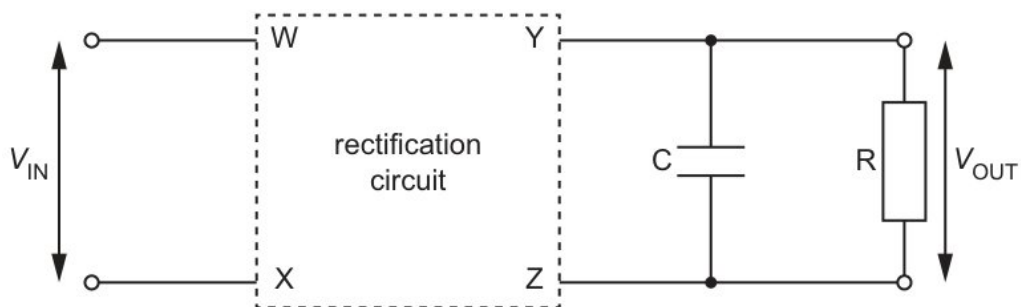 W
Y
V_IN
rectification
circuit
C
R
V_OUT
X
Z